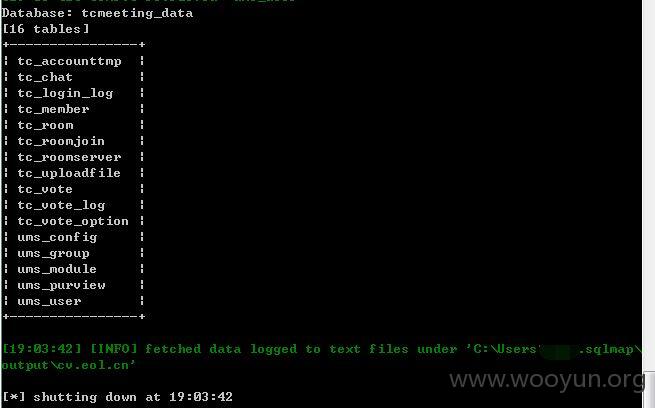 Database: tcmeeting_data
[16 tables]
+----------------+
| tc_accounttmp |
| tc_chat |
| tc_login_log |
| tc_member |
| tc_room |
| tc_roomjoin |
| tc_roomserver |
| tc_uploadfile |
| tc_vote |
| tc_vote_log |
| tc_vote_option |
| ums_config |
| ums_group |
| ums_module |
| ums_purview |
| ums_user |
+----------------+
[19:03:42] [INFO] fetched data logged to text files under 'C:\Users .sqlmap\
output\cv.eol.cn'
www.wooyun.org
[*] shutting down at 19:03:42